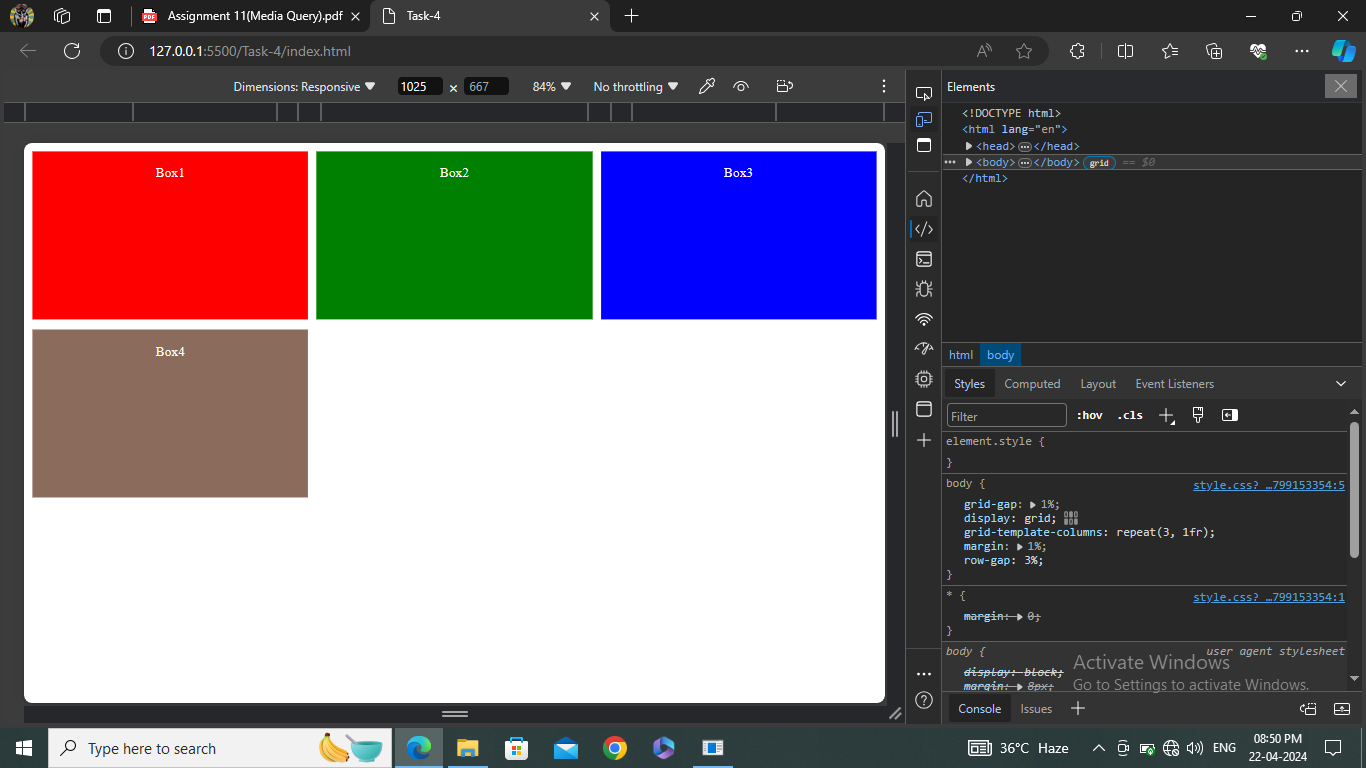 Assignment 11(Media Query).pdf
Task-4
127.0.0.1:5500/Task-4/index.html
Dimensions: Responsive 1025 × 667 84% No throttling
Elements
<!DOCTYPE html>
<html lang="en">
<head> </head>
<body> </body> grid == $0
</html>
Box1 Box2 Box3
Box4
html body
Styles Computed Layout Event Listeners
Filter :hov .cls
element.style {
}
body { style.css? …799153354:5
grid-gap: 1%;
display: grid;
grid-template-columns: repeat(3, 1fr);
margin: 1%;
row-gap: 3%;
}
* { style.css? …799153354:1
margin: 0;
}
body { user agent stylesheet
display: block;
margin: 8px;
Activate Windows
Go to Settings to activate Windows.
Console Issues
Type here to search
36°C Haze ENG
08:50 PM
22-04-2024